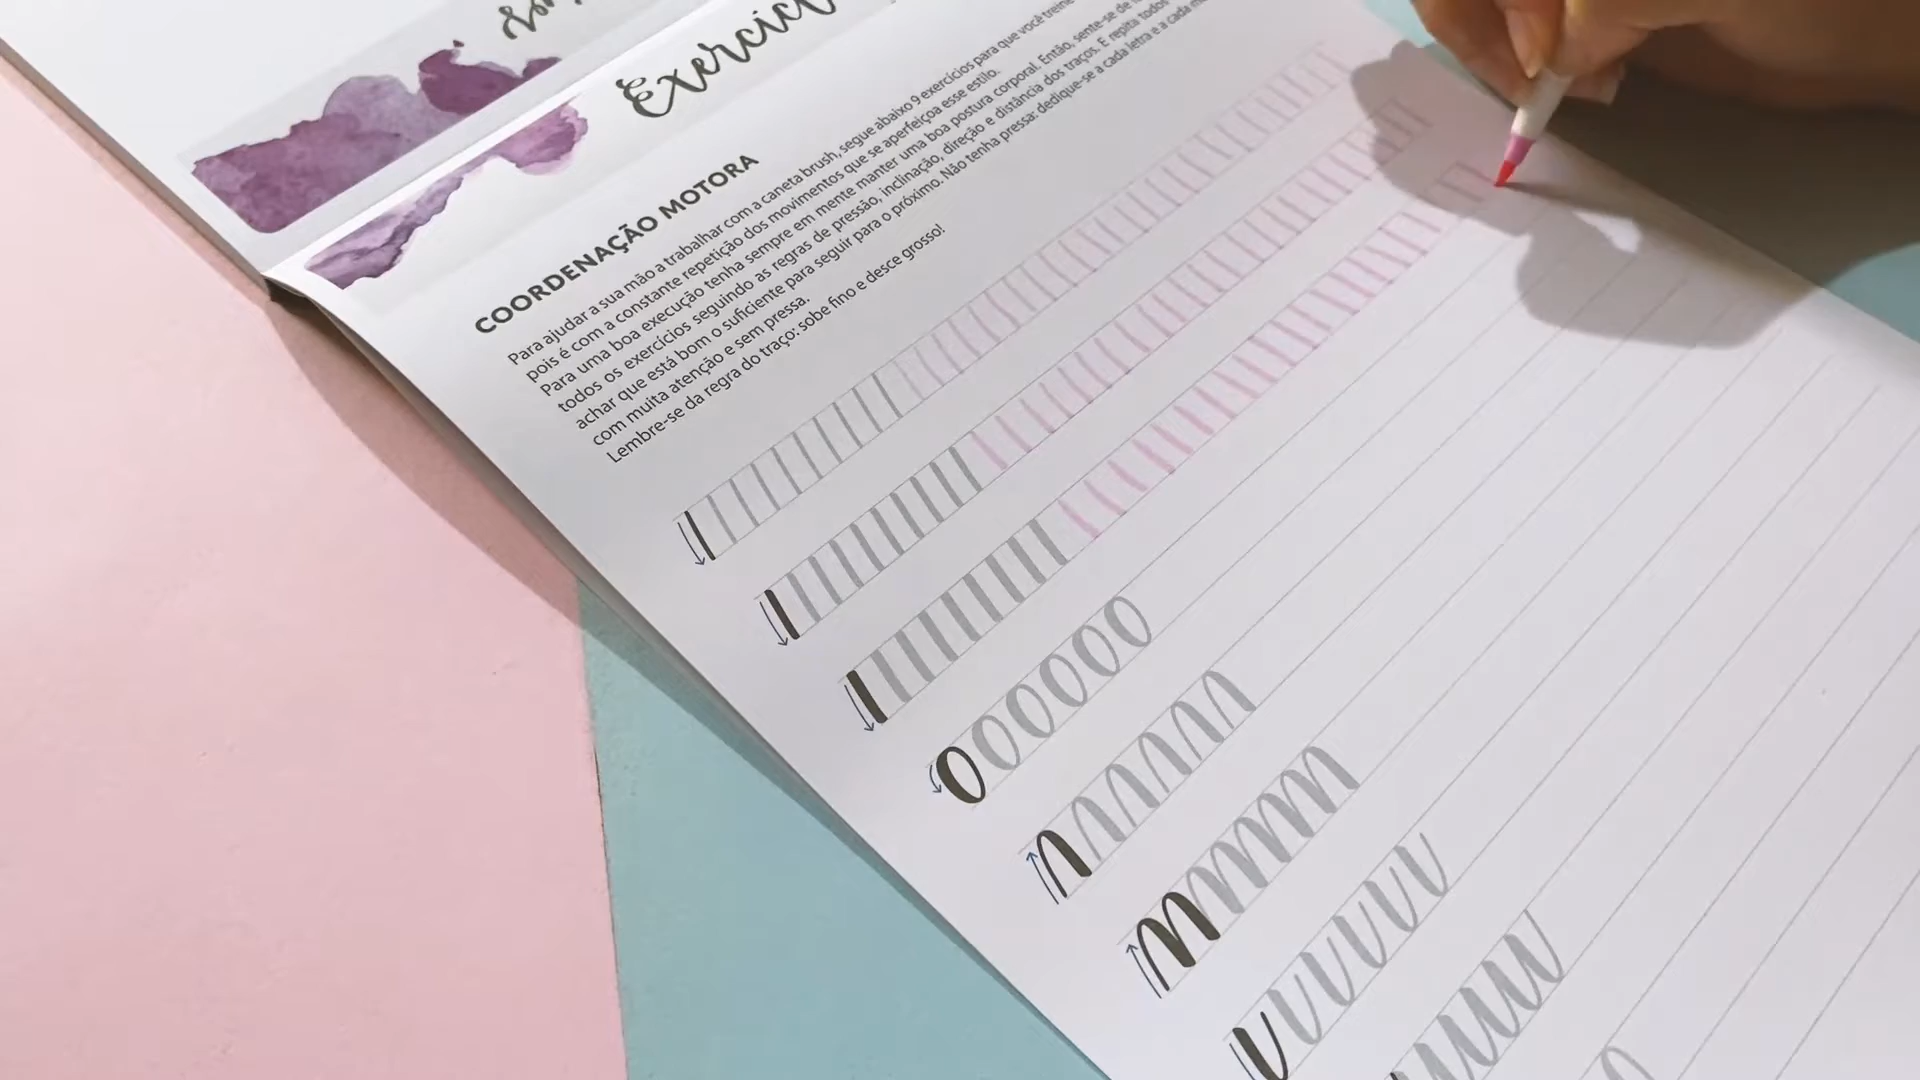 Exercíc
COORDENAÇÃO MOTORA
Para ajudar a sua mão a trabalhar com a caneta brush, segue abaixo 9 exercícios para que você treine
pois é com a constante repetição dos movimentos que se aperfeiçoa esse estilo.
Para uma boa execução tenha sempre em mente manter uma boa postura corporal. Então, sente-se de
todos os exercícios seguindo as regras de pressão, inclinação, direção e distância dos traços. E repita todos
achar que está bom o suficiente para seguir para o próximo. Não tenha pressa: dedique-se a cada letra e a cada
com muita atenção e sem pressa.
Lembre-se da regra do traço: sobe fino e desce grosso!